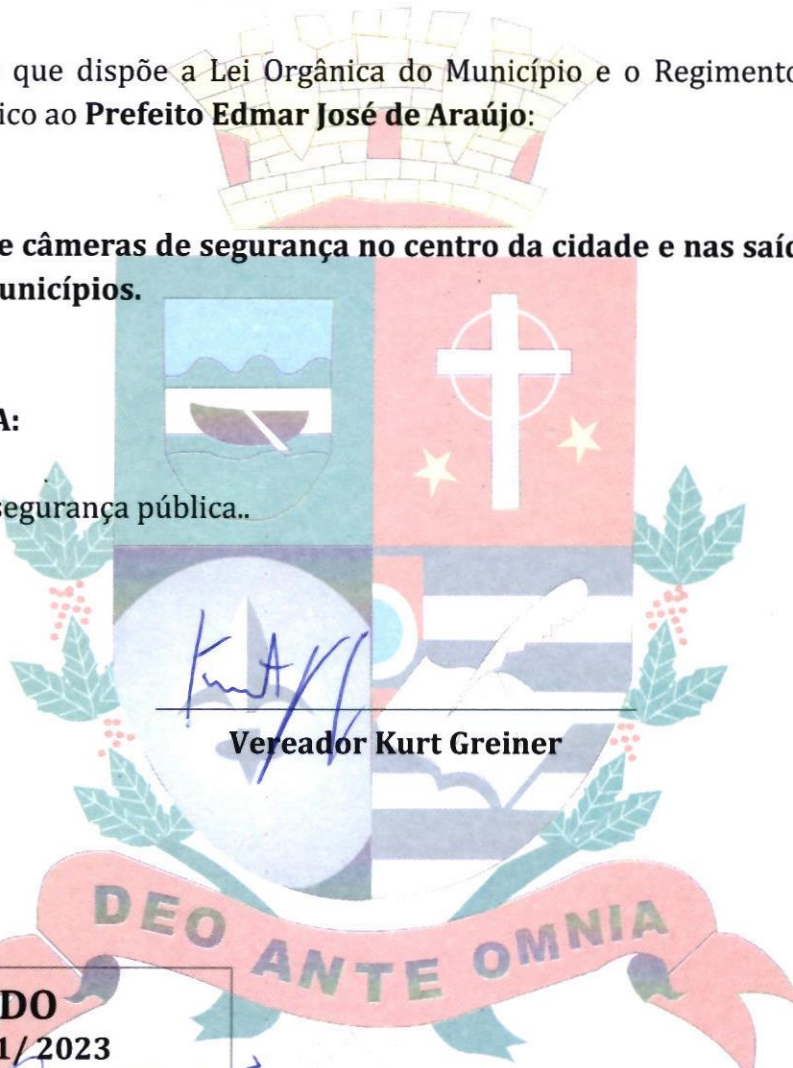 que dispõe a Lei Orgânica do Município e o Regimento
ico ao Prefeito Edmar José de Araújo:
e câmeras de segurança no centro da cidade e nas saíd
unicípios.
A:
segurança pública..
Vereador Kurt Greiner
DEO ANTE OMNIA
DO
1/2023